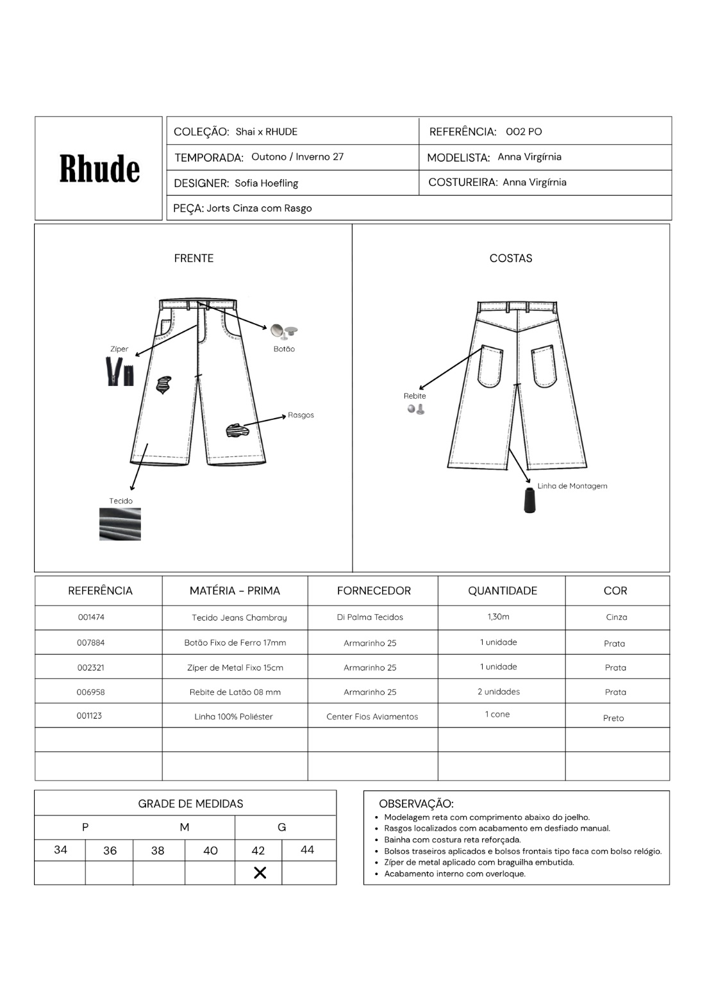 Rhude
COLEÇÃO: Shai x RHUDE
REFERÊNCIA: 002 PO
TEMPORADA: Outono / Inverno 27
MODELISTA: Anna Virgírnia
DESIGNER: Sofia Hoefling
COSTUREIRA: Anna Virgírnia
PEÇA: Jorts Cinza com Rasgo
FRENTE
COSTAS
Zíper
Botão
Rasgos
Tecido
Rebite
Linha de Montagem
REFERÊNCIA MATÉRIA - PRIMA FORNECEDOR QUANTIDADE COR
001474 Tecido Jeans Chambray Di Palma Tecidos 1,30m Cinza
007884 Botão Fixo de Ferro 17mm Armarinho 25 1 unidade Prata
002321 Zíper de Metal Fixo 15cm Armarinho 25 1 unidade Prata
006958 Rebite de Latão 08 mm Armarinho 25 2 unidades Prata
001123 Linha 100% Poliéster Center Fios Aviamentos 1 cone Preto
GRADE DE MEDIDAS
P M G
34 36 38 40 42 44
X
OBSERVAÇÃO:
• Modelagem reta com comprimento abaixo do joelho.
• Rasgos localizados com acabamento em desfiado manual.
• Bainha com costura reta reforçada.
• Bolsos traseiros aplicados e bolsos frontais tipo faca com bolso relógio.
• Zíper de metal aplicado com braguilha embutida.
• Acabamento interno com overloque.